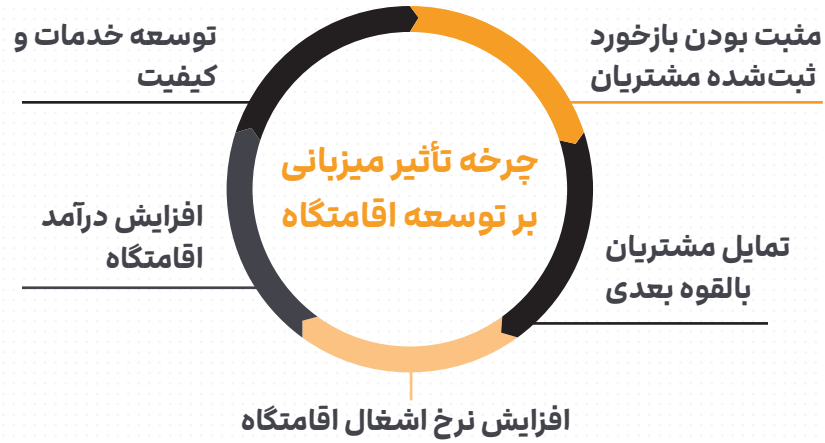 چرخه تأثیر میزبانی
بر توسعه اقامتگاه
مثبت بودن بازخورد
ثبت‌شده مشتریان
تمایل مشتریان
بالقوه بعدی
افزایش نرخ اشغال اقامتگاه
افزایش درآمد
اقامتگاه
توسعه خدمات و
کیفیت